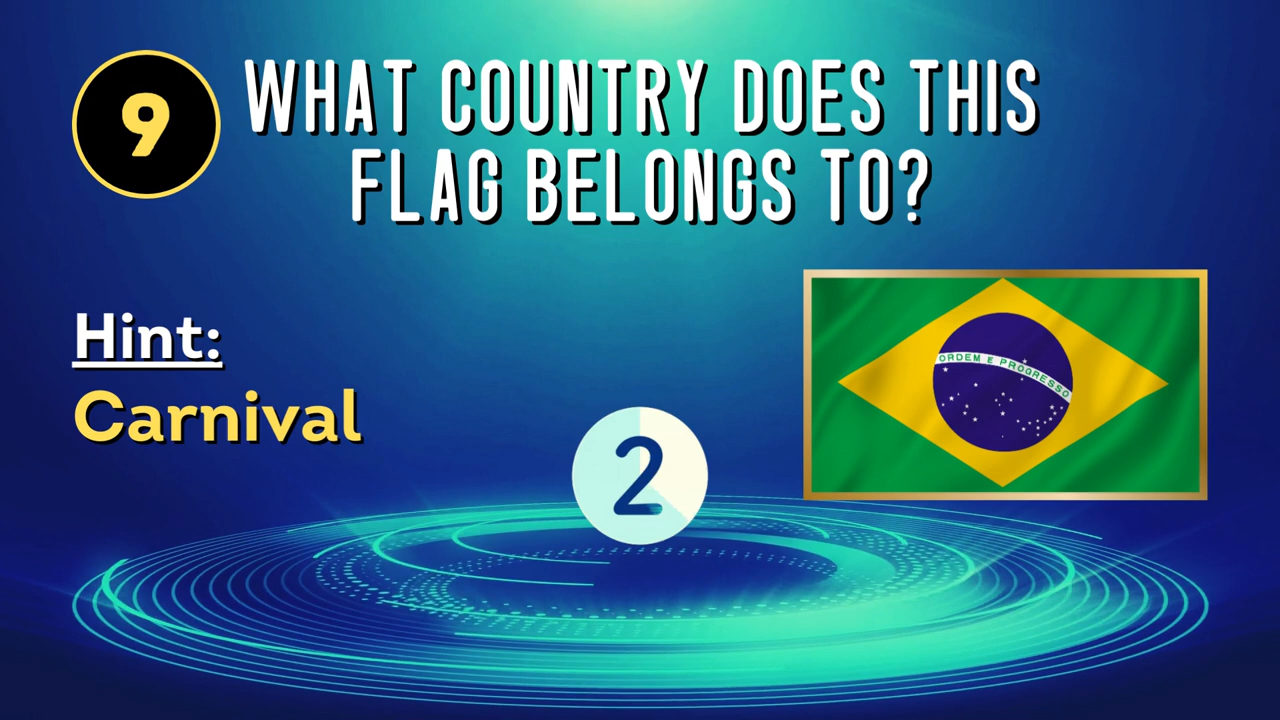 9
WHAT COUNTRY DOES THIS
FLAG BELONGS TO?
Hint:
Carnival
ORDEM E PROGRESSO
2